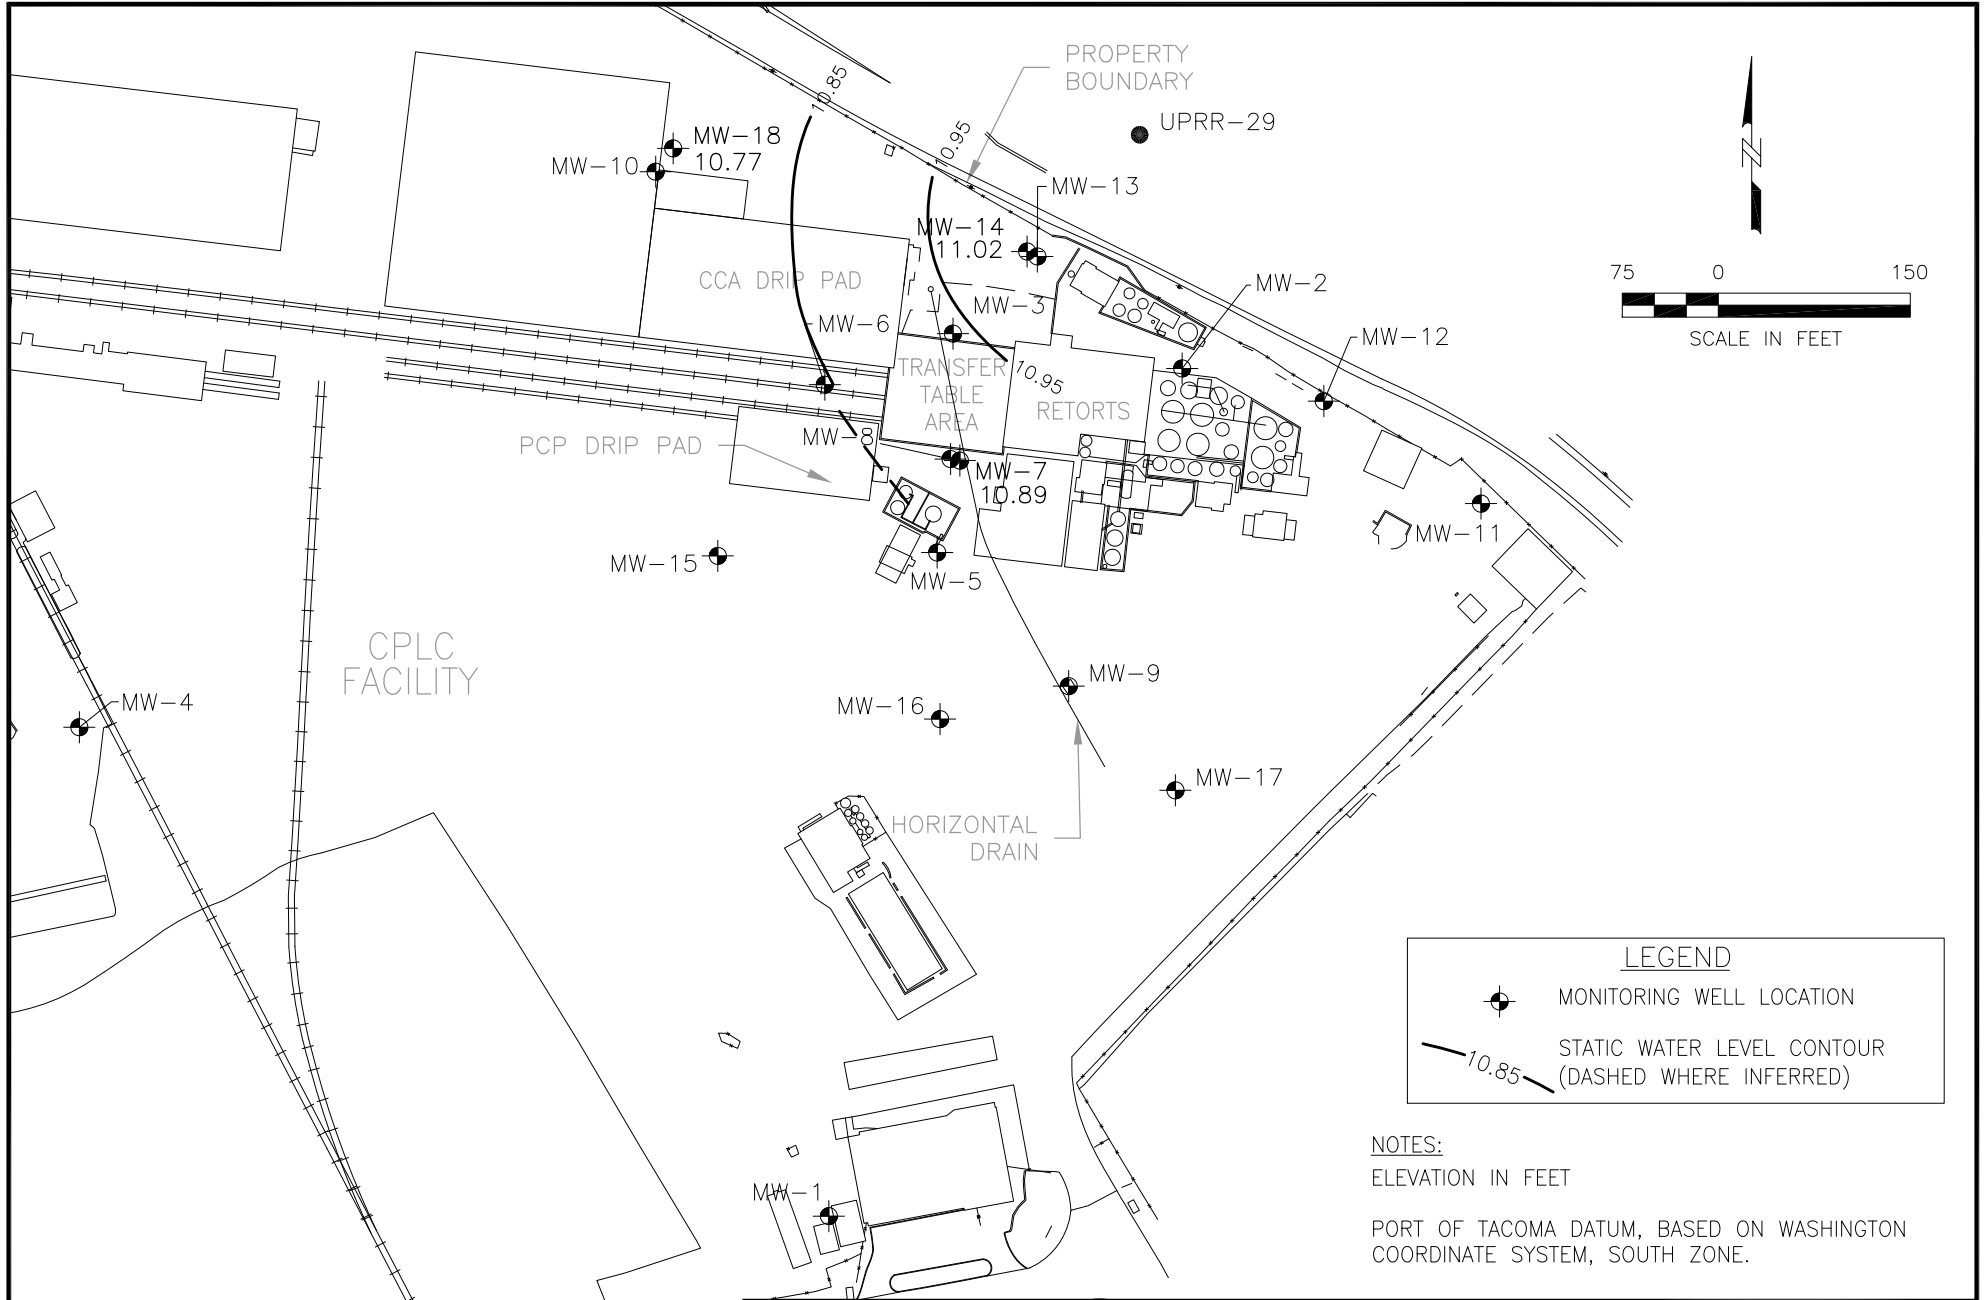 PROPERTY
BOUNDARY
10.85
10.95
UPRR-29
MW-18
10.77
MW-10
MW-13
MW-14
11.02
CCA DRIP PAD
MW-3
MW-2
MW-6
MW-12
TRANSFER
TABLE
AREA
10.95
RETORTS
PCP DRIP PAD
MW-8
MW-7
10.89
MW-11
MW-15
MW-5
CPLC
FACILITY
MW-9
MW-4
MW-16
MW-17
HORIZONTAL
DRAIN
MW-1
N
75 0 150
SCALE IN FEET
LEGEND
MONITORING WELL LOCATION
10.85
STATIC WATER LEVEL CONTOUR
(DASHED WHERE INFERRED)
NOTES:
ELEVATION IN FEET
PORT OF TACOMA DATUM, BASED ON WASHINGTON
COORDINATE SYSTEM, SOUTH ZONE.